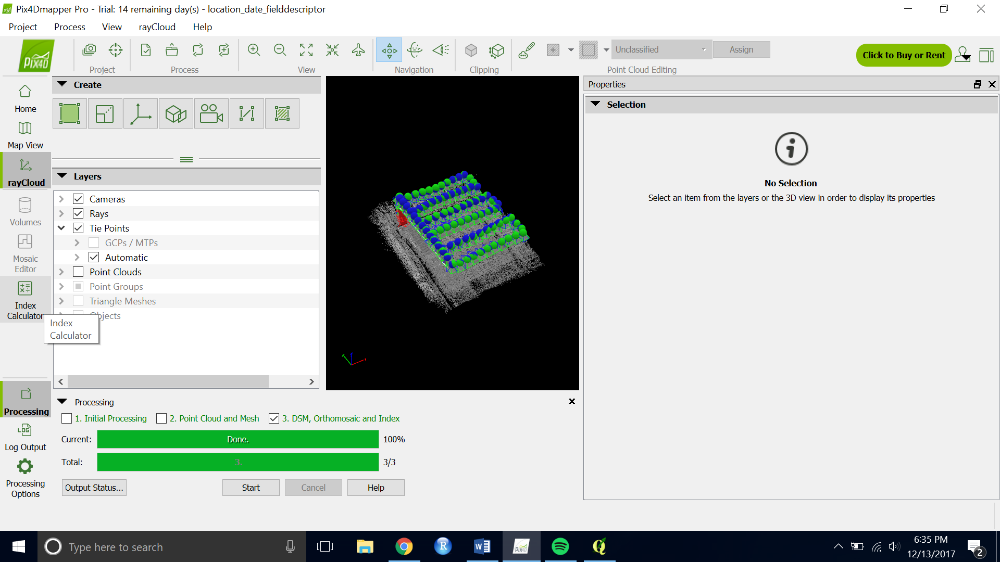 Pix4Dmapper Pro - Trial: 14 remaining day(s) - location_date_fielddescriptor
Project Process View rayCloud Help
PIX4D
Project
Process
View
Navigation
Clipping
Unclassified
Assign
Point Cloud Editing
Click to Buy or Rent
Home
Map View
rayCloud
Volumes
Mosaic
Editor
Index
Calculator
Index
Calculator
Create
Layers
Cameras
Rays
Tie Points
GCPs / MTPs
Automatic
Point Clouds
Point Groups
Triangle Meshes
Objects
Properties
Selection
No Selection
Select an item from the layers or the 3D view in order to display its properties
Processing
Log Output
Processing
Options
Processing
1. Initial Processing 2. Point Cloud and Mesh 3. DSM, Orthomosaic and Index
Current: Done. 100%
Total: 3. 3/3
Output Status... Start Cancel Help
Type here to search
6:35 PM
12/13/2017
2